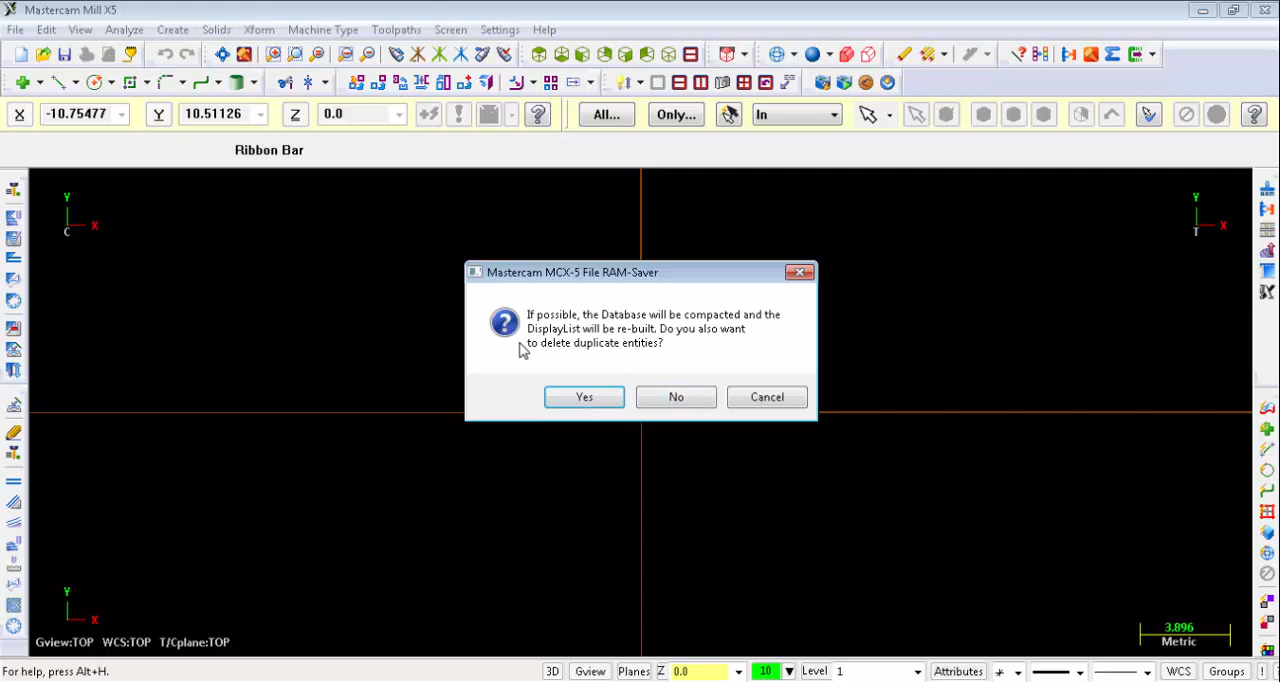 Mastercam Mill X5
File Edit View Analyze Create Solids Xform Machine Type Toolpaths Screen Settings Help
X -10.75477 Y 10.51126 Z 0.0 All... Only... In
Ribbon Bar
Y
X
C
Y
X
T
Mastercam MCX-5 File RAM-Saver
If possible, the Database will be compacted and the
DisplayList will be re-built. Do you also want
to delete duplicate entities?
Yes No Cancel
Y
X
Gview:TOP WCS:TOP T/Cplane:TOP
3.896
Metric
For help, press Alt+H. 3D Gview Planes Z 0.0 10 Level 1 Attributes WCS Groups